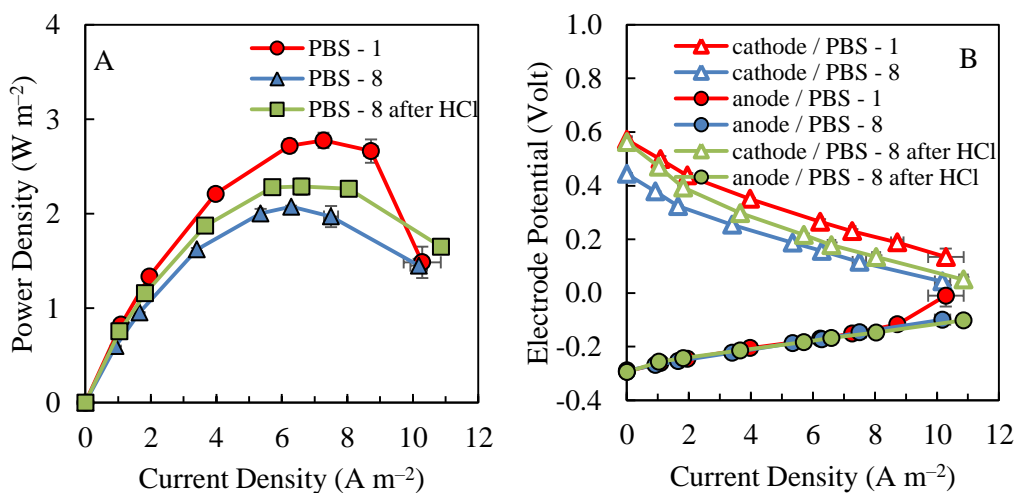 A
PBS - 1
PBS - 8
PBS - 8 after HCl
Power Density (W m⁻²)
4
3
2
1
0
0 2 4 6 8 10 12
Current Density (A m⁻²)
B
cathode / PBS - 1
cathode / PBS - 8
anode / PBS - 1
anode / PBS - 8
cathode / PBS - 8 after HCl
anode / PBS - 8 after HCl
Electrode Potential (Volt)
1.0
0.8
0.6
0.4
0.2
0.0
-0.2
-0.4
0 2 4 6 8 10 12
Current Density (A m⁻²)